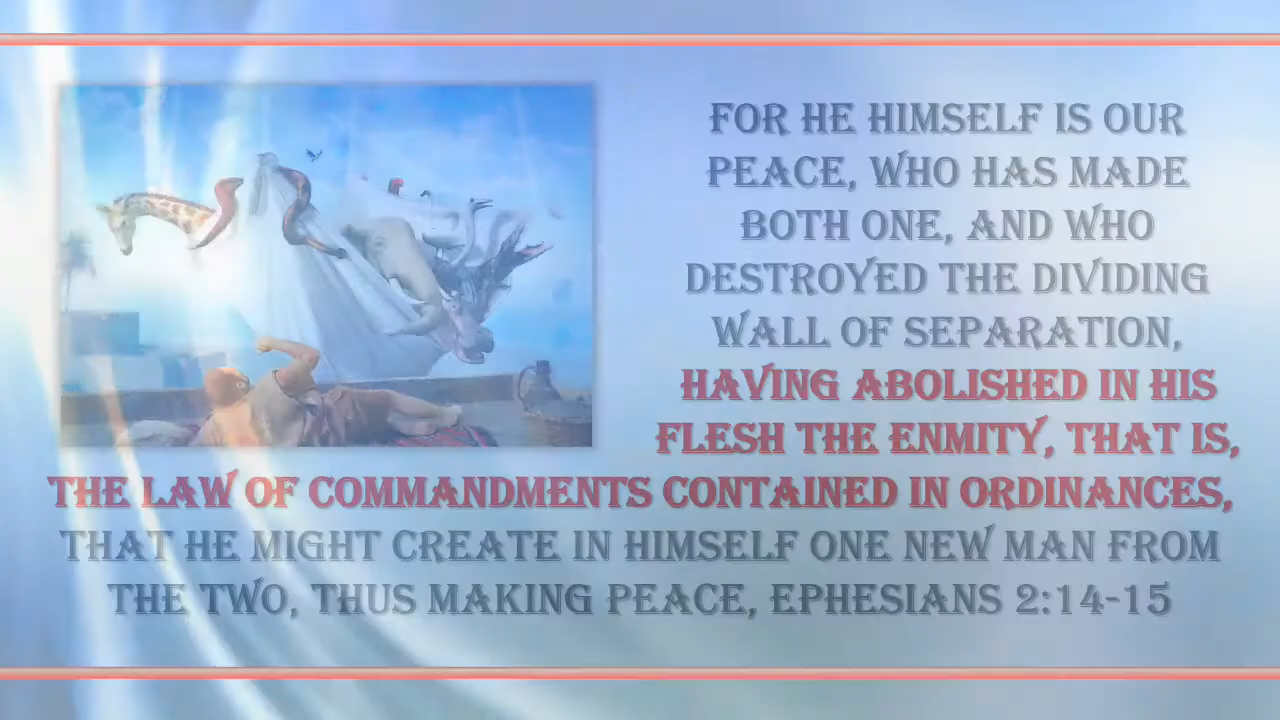 FOR HE HIMSELF IS OUR
PEACE, WHO HAS MADE
BOTH ONE, AND WHO
DESTROYED THE DIVIDING
WALL OF SEPARATION,
HAVING ABOLISHED IN HIS
FLESH THE ENMITY, THAT IS,
THE LAW OF COMMANDMENTS CONTAINED IN ORDINANCES,
THAT HE MIGHT CREATE IN HIMSELF ONE NEW MAN FROM
THE TWO, THUS MAKING PEACE, EPHESIANS 2:14-15